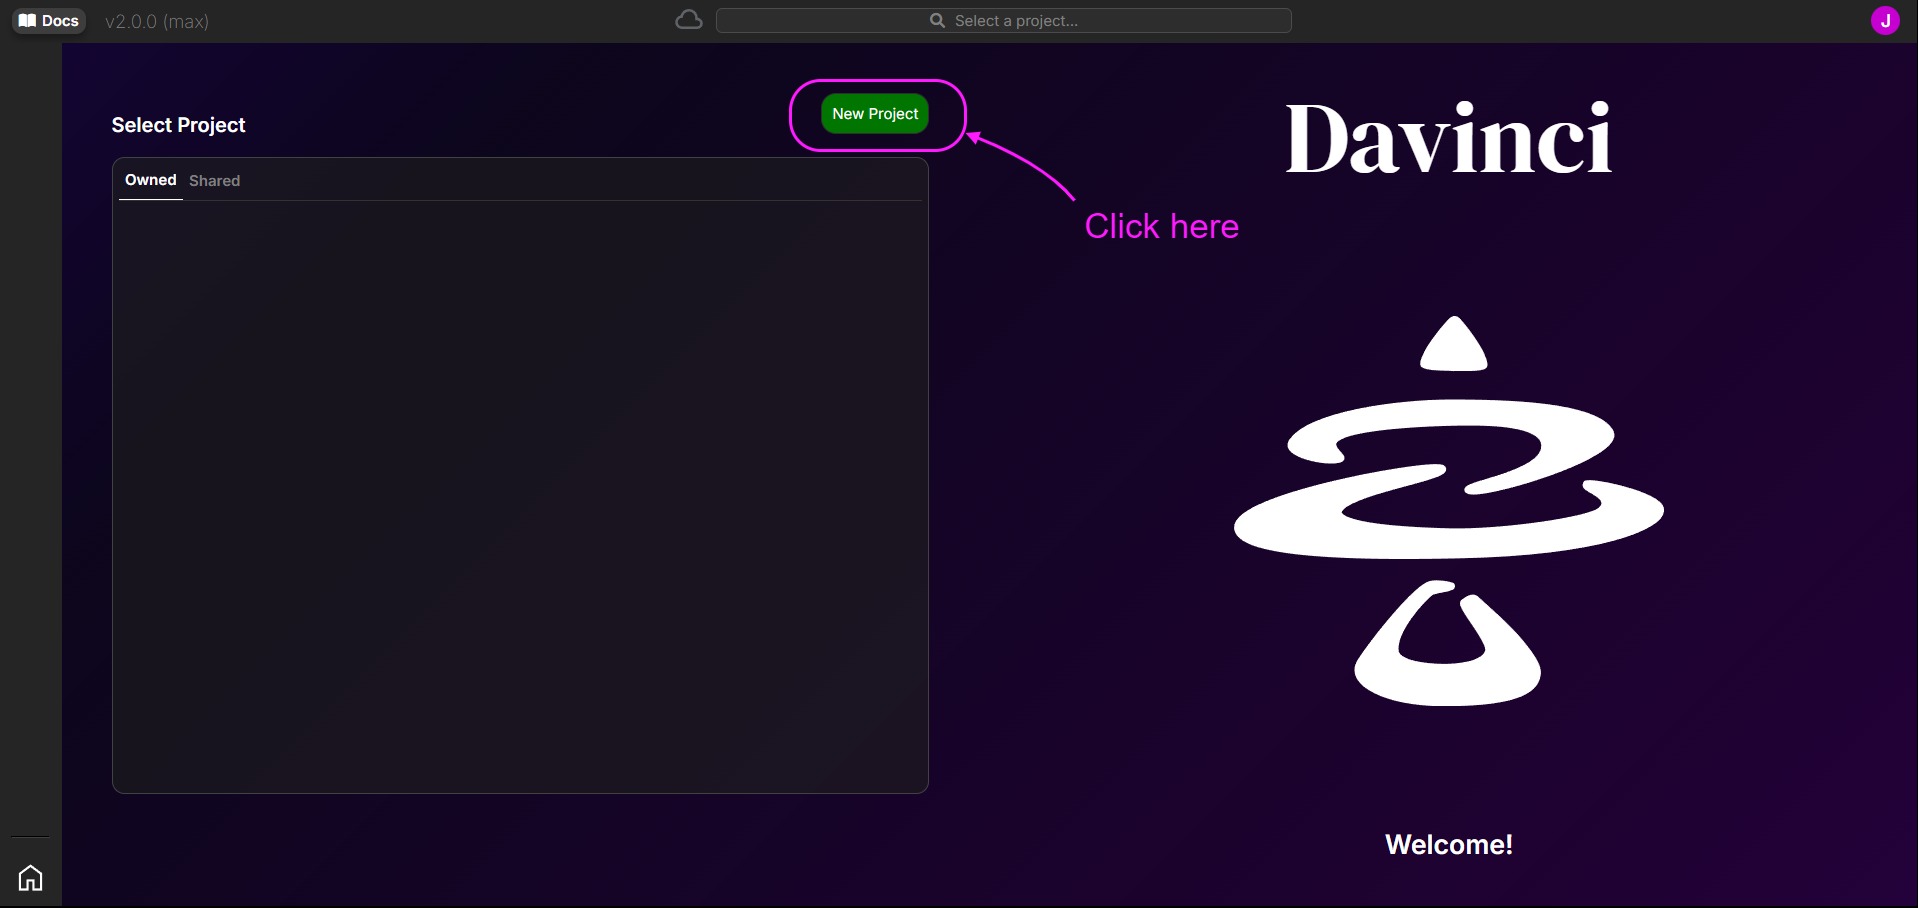 Docs v2.0.0 (max) Select a project... J
New Project
Select Project
Owned Shared
Click here
Davinci
Welcome!